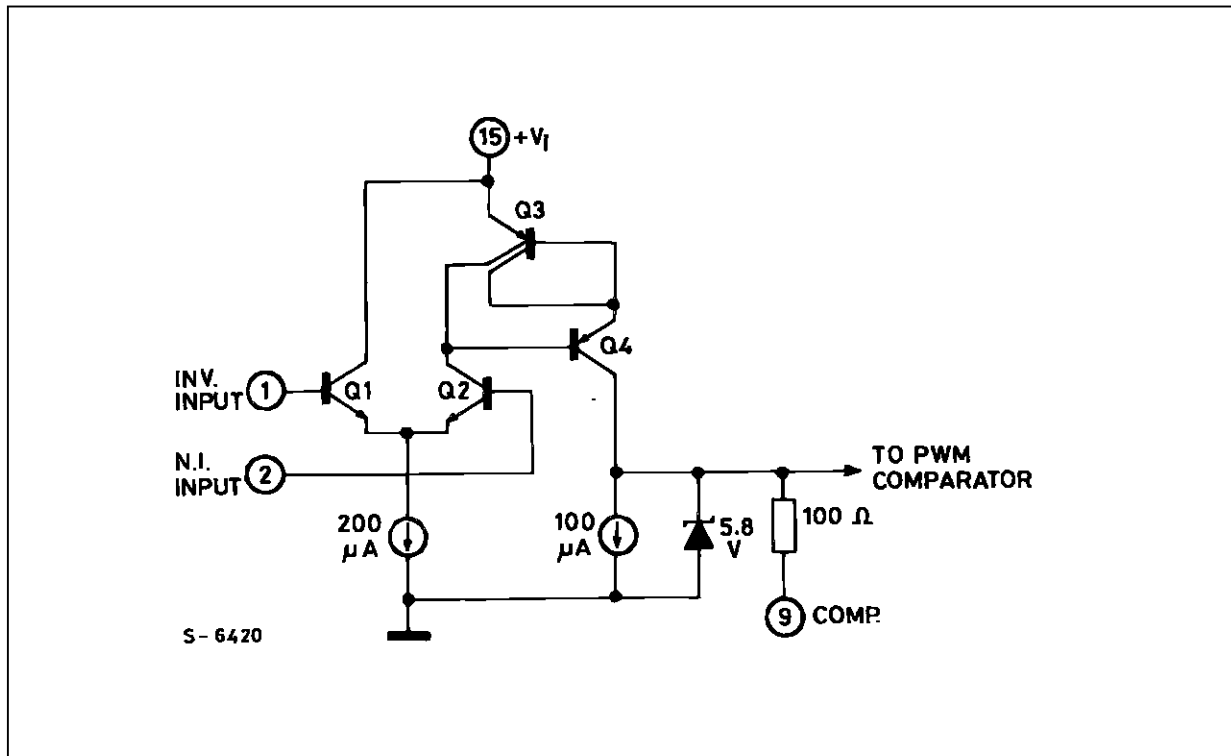 15 +Vi
Q3
Q4
INV.
INPUT 1
Q1
Q2
N.I.
INPUT 2
TO PWM
COMPARATOR
200
μA
100
μA
5.8
V
100 Ω
9 COMP.
S-6420